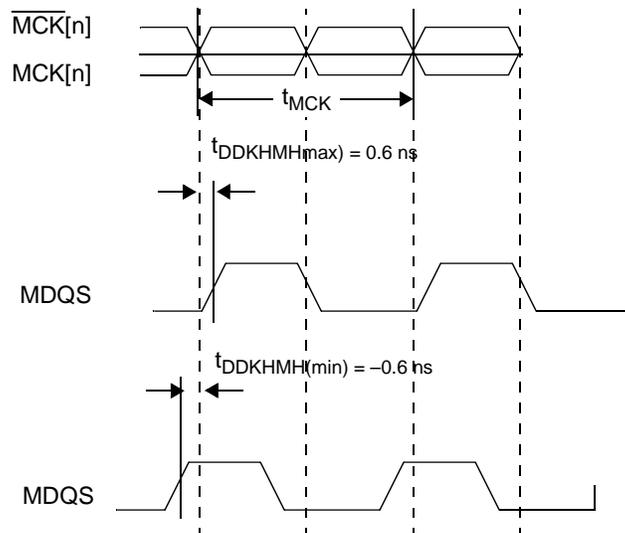 MCK[n]
MCK[n]
tMCK
tDDKHMHmax) = 0.6 ns
MDQS
tDDKHMH(min) = –0.6 ns
MDQS